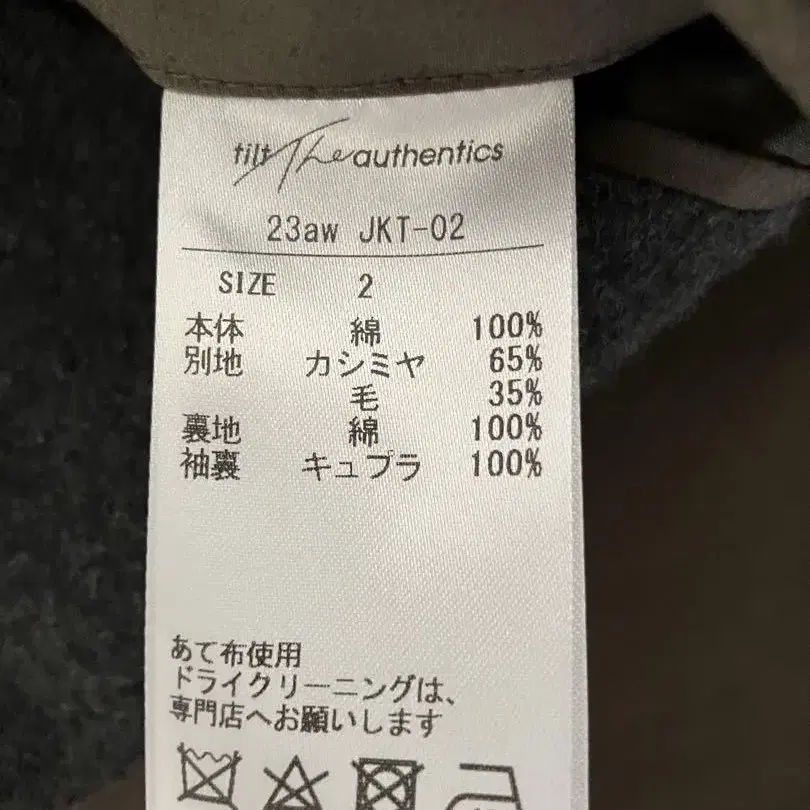 tilt The authentics
23aw JKT-02
SIZE 2
本体 綿 100%
別地 カシミヤ 65%
毛 35%
裏地 綿 100%
袖裏 キュプラ 100%
あて布使用
ドライクリーニングは、
専門店へお願いします